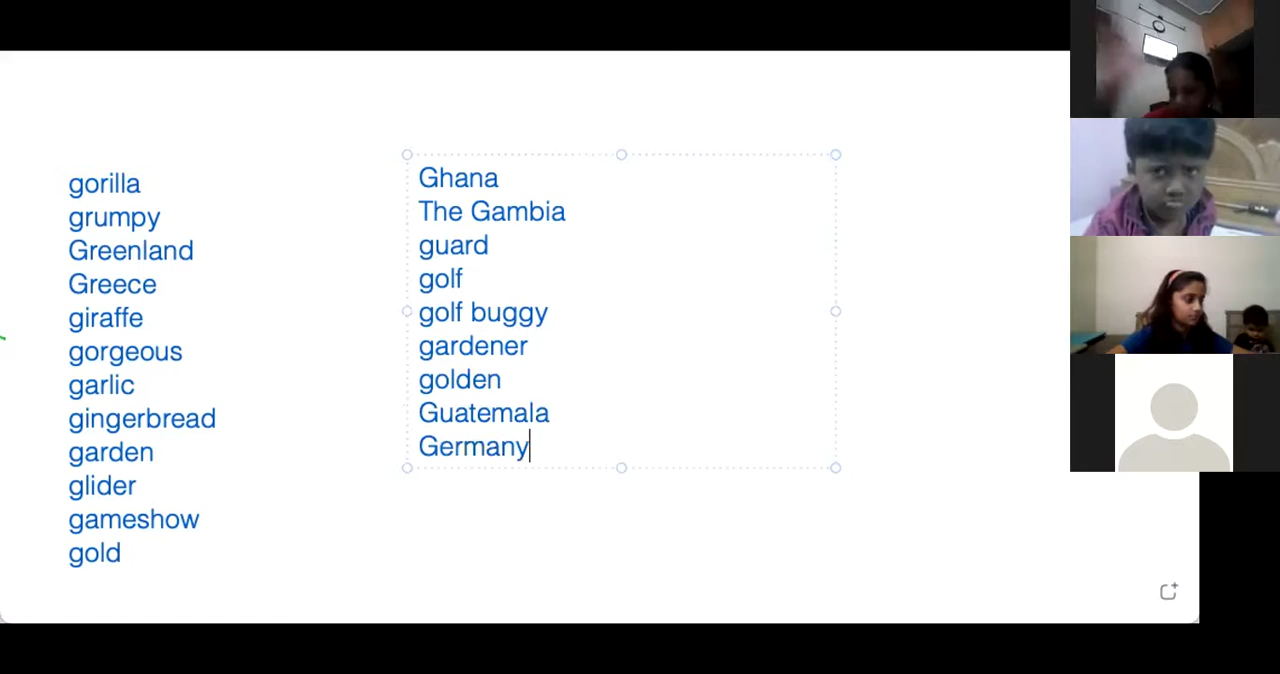 gorilla
grumpy
Greenland
Greece
giraffe
gorgeous
garlic
gingerbread
garden
glider
gameshow
gold
Ghana
The Gambia
guard
golf
golf buggy
gardener
golden
Guatemala
Germany